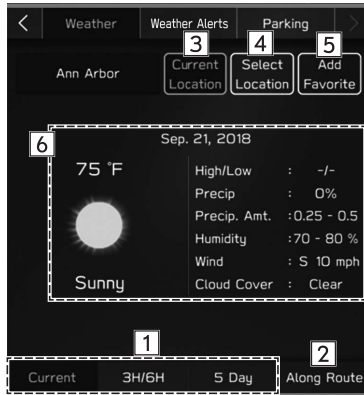 Weather Weather Alerts Parking
3 4 5
Ann Arbor
Current Location
Select Location
Add Favorite
6
Sep. 21, 2018
75 °F
Sunny
High/Low : -/-
Precip : 0%
Precip. Amt. :0.25 - 0.5
Humidity :70 - 80 %
Wind : S 10 mph
Cloud Cover : Clear
1
2
Current 3H/6H 5 Day Along Route